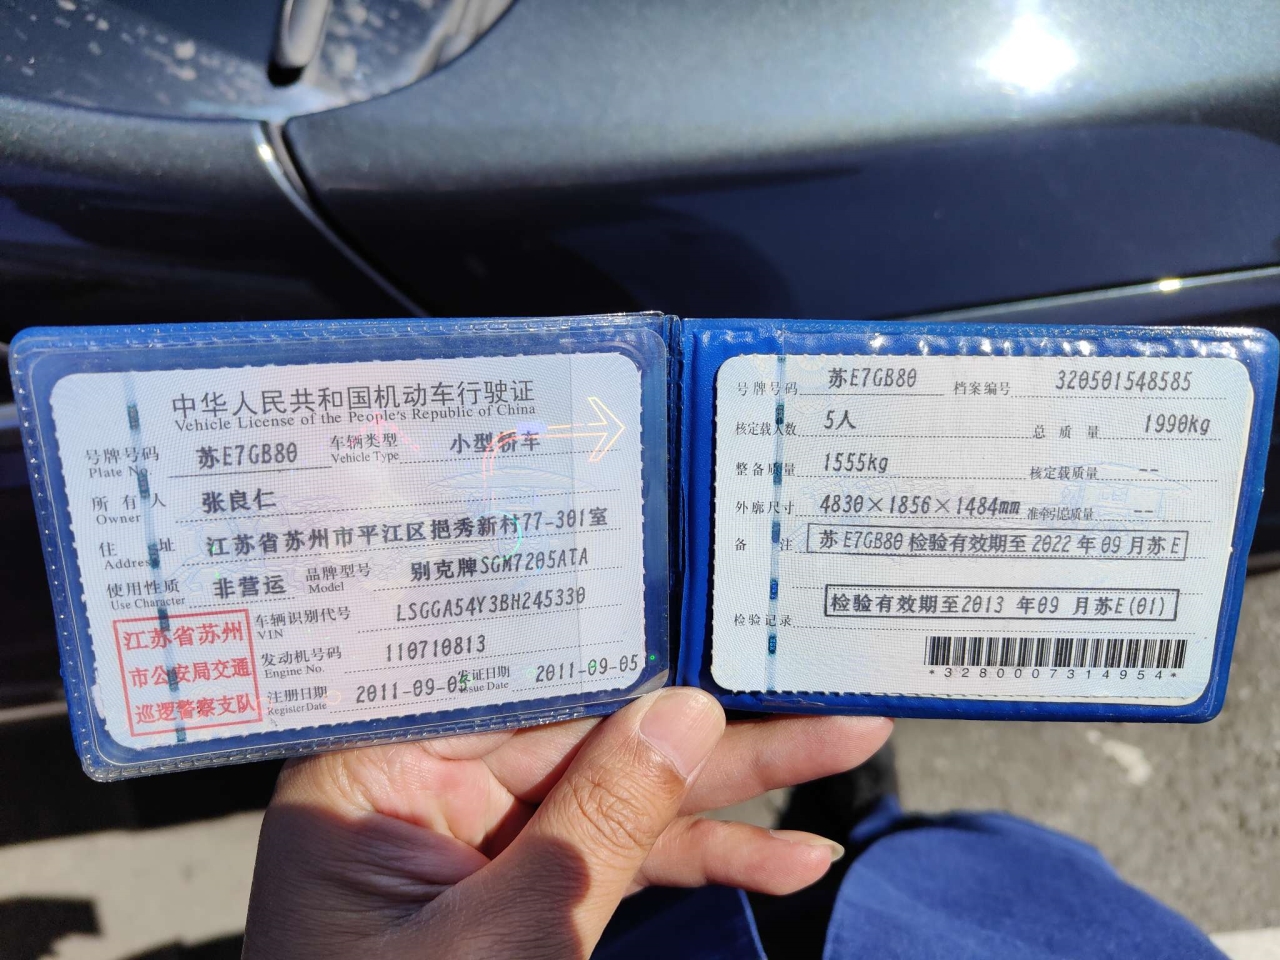 中华人民共和国机动车行驶证
Vehicle License of the People's Republic of China
号牌号码 Plate No. 苏E7GB80 车辆类型 Vehicle Type 小型轿车
所有人 Owner 张良仁
住址 Address 江苏省苏州市平江区挹秀新村77-301室
使用性质 Use Character 非营运 品牌型号 Model 别克牌SGM7205ATA
江苏省苏州
市公安局交通
巡逻警察支队
车辆识别代号 VIN LSGGA54Y3BH245330
发动机号码 Engine No. 110710813
注册日期 Register Date 2011-09-05 发证日期 Issue Date 2011-09-05
号牌号码 苏E7GB80 档案编号 320501548585
核定载人数 5人 总质量 1990kg
整备质量 1555kg 核定载质量 --
外廓尺寸 4830×1856×1484mm 准牵引总质量 --
备注 苏E7GB80检验有效期至2022年09月苏E
检验记录 检验有效期至2013 年09 月苏E(01)
*3280007314954*